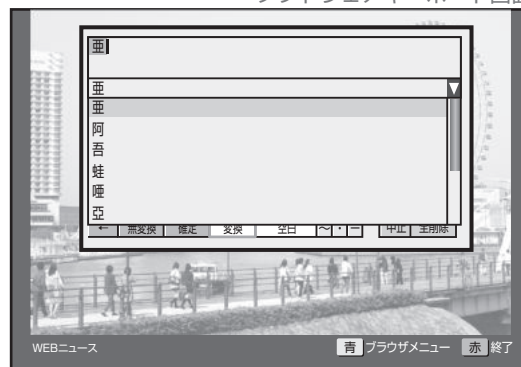 亜
亜
亜
阿
吾
蛙
唖
亞
← 無変換 確定 変換 空白 ～ ・ ー 中止 全削除
WEBニュース 青 ブラウザメニュー 赤 終了